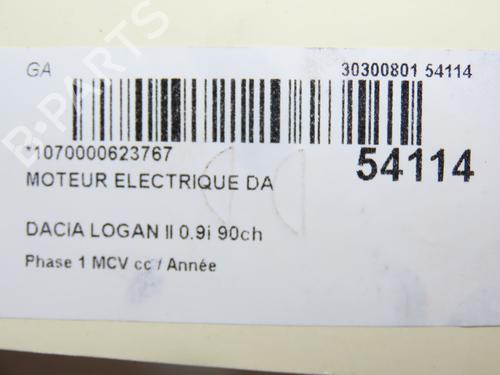 GA
30300801 54114
*1070000623767
54114
MOTEUR ELECTRIQUE DA
DACIA LOGAN II 0.9i 90ch
Phase 1 MCV cc / Année
B-PARTS